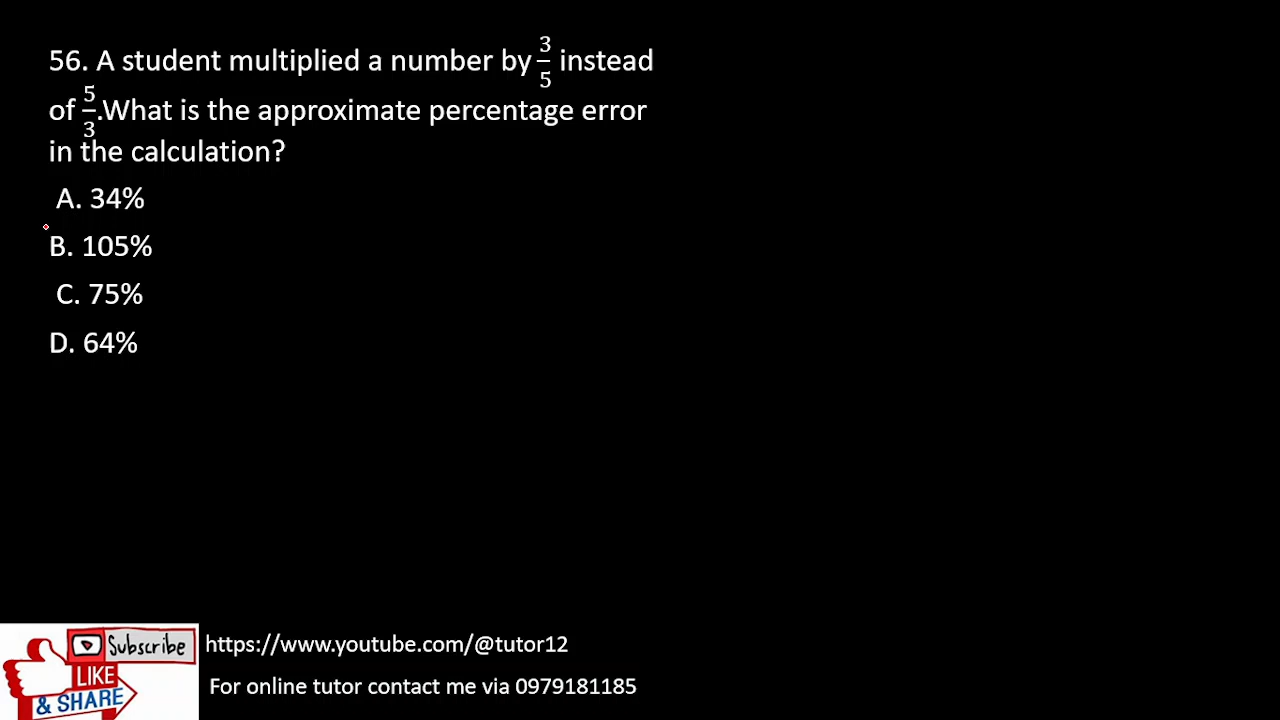 56. A student multiplied a number by 3/5 instead
of 5/3.What is the approximate percentage error
in the calculation?
A. 34%
B. 105%
C. 75%
D. 64%
Subscribe
https://www.youtube.com/@tutor12
LIKE
& SHARE
For online tutor contact me via 0979181185